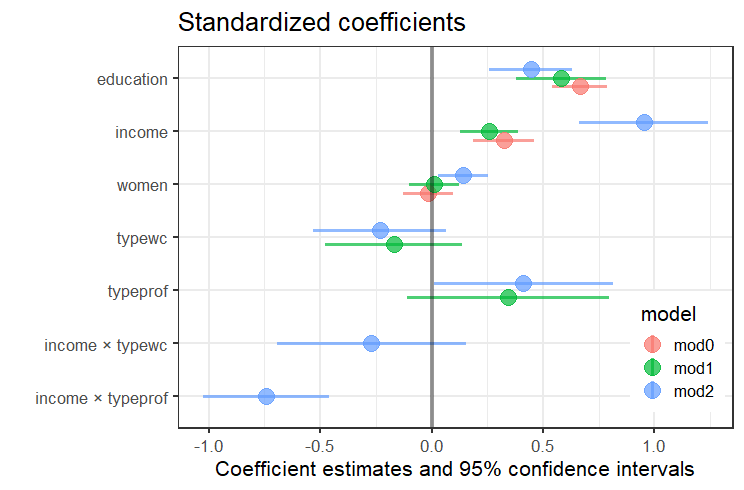 Standardized coefficients
education
income
women
typewc
typeprof
income × typewc
income × typeprof
model
mod0
mod1
mod2
-1.0 -0.5 0.0 0.5 1.0
Coefficient estimates and 95% confidence intervals